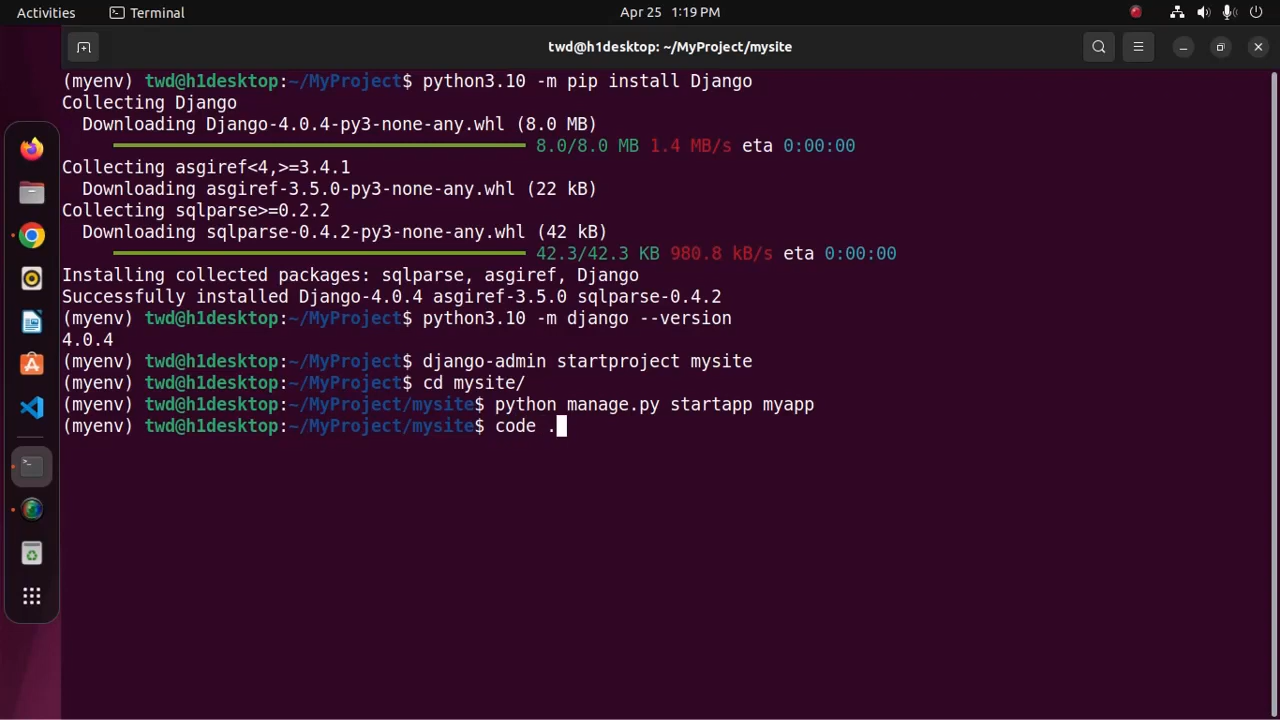 Activities
Terminal
Apr 25 1:19 PM
twd@h1desktop: ~/MyProject/mysite
(myenv) twd@h1desktop:~/MyProject$ python3.10 -m pip install Django
Collecting Django
  Downloading Django-4.0.4-py3-none-any.whl (8.0 MB)
8.0/8.0 MB 1.4 MB/s eta 0:00:00
Collecting asgiref<4,>=3.4.1
  Downloading asgiref-3.5.0-py3-none-any.whl (22 kB)
Collecting sqlparse>=0.2.2
  Downloading sqlparse-0.4.2-py3-none-any.whl (42 kB)
42.3/42.3 KB 980.8 kB/s eta 0:00:00
Installing collected packages: sqlparse, asgiref, Django
Successfully installed Django-4.0.4 asgiref-3.5.0 sqlparse-0.4.2
(myenv) twd@h1desktop:~/MyProject$ python3.10 -m django --version
4.0.4
(myenv) twd@h1desktop:~/MyProject$ django-admin startproject mysite
(myenv) twd@h1desktop:~/MyProject$ cd mysite/
(myenv) twd@h1desktop:~/MyProject/mysite$ python manage.py startapp myapp
(myenv) twd@h1desktop:~/MyProject/mysite$ code .